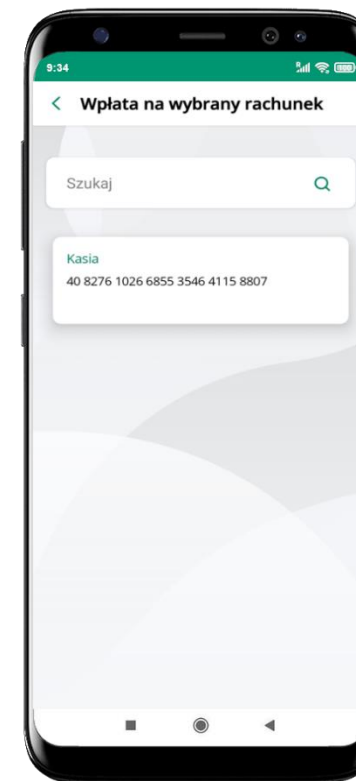 9:34
Wpłata na wybrany rachunek
Szukaj
Kasia
40 8276 1026 6855 3546 4115 8807